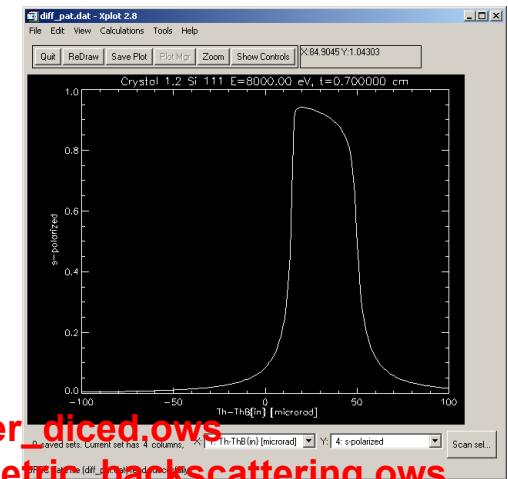 diff_pat.dat - Xplot 2.8
File Edit View Calculations Tools Help
Quit ReDraw Save Plot Plot Mgr Zoom Show Controls X:84.9045 Y:1.04303
Crystal 1.2 Si 111 E=8000.00 eV, t=0.700000 cm
1.0
0.8
0.6
0.4
0.2
0.0
s-polarized
-100 -50 0 50 100
Th-ThB{in} [microrad]
er_diced.ows
0 saved sets. Current set has 4 columns, X: 1: Th-ThB{in} [microrad] Y: 4: s-polarized Scan sel...
etric_backscattering.ows